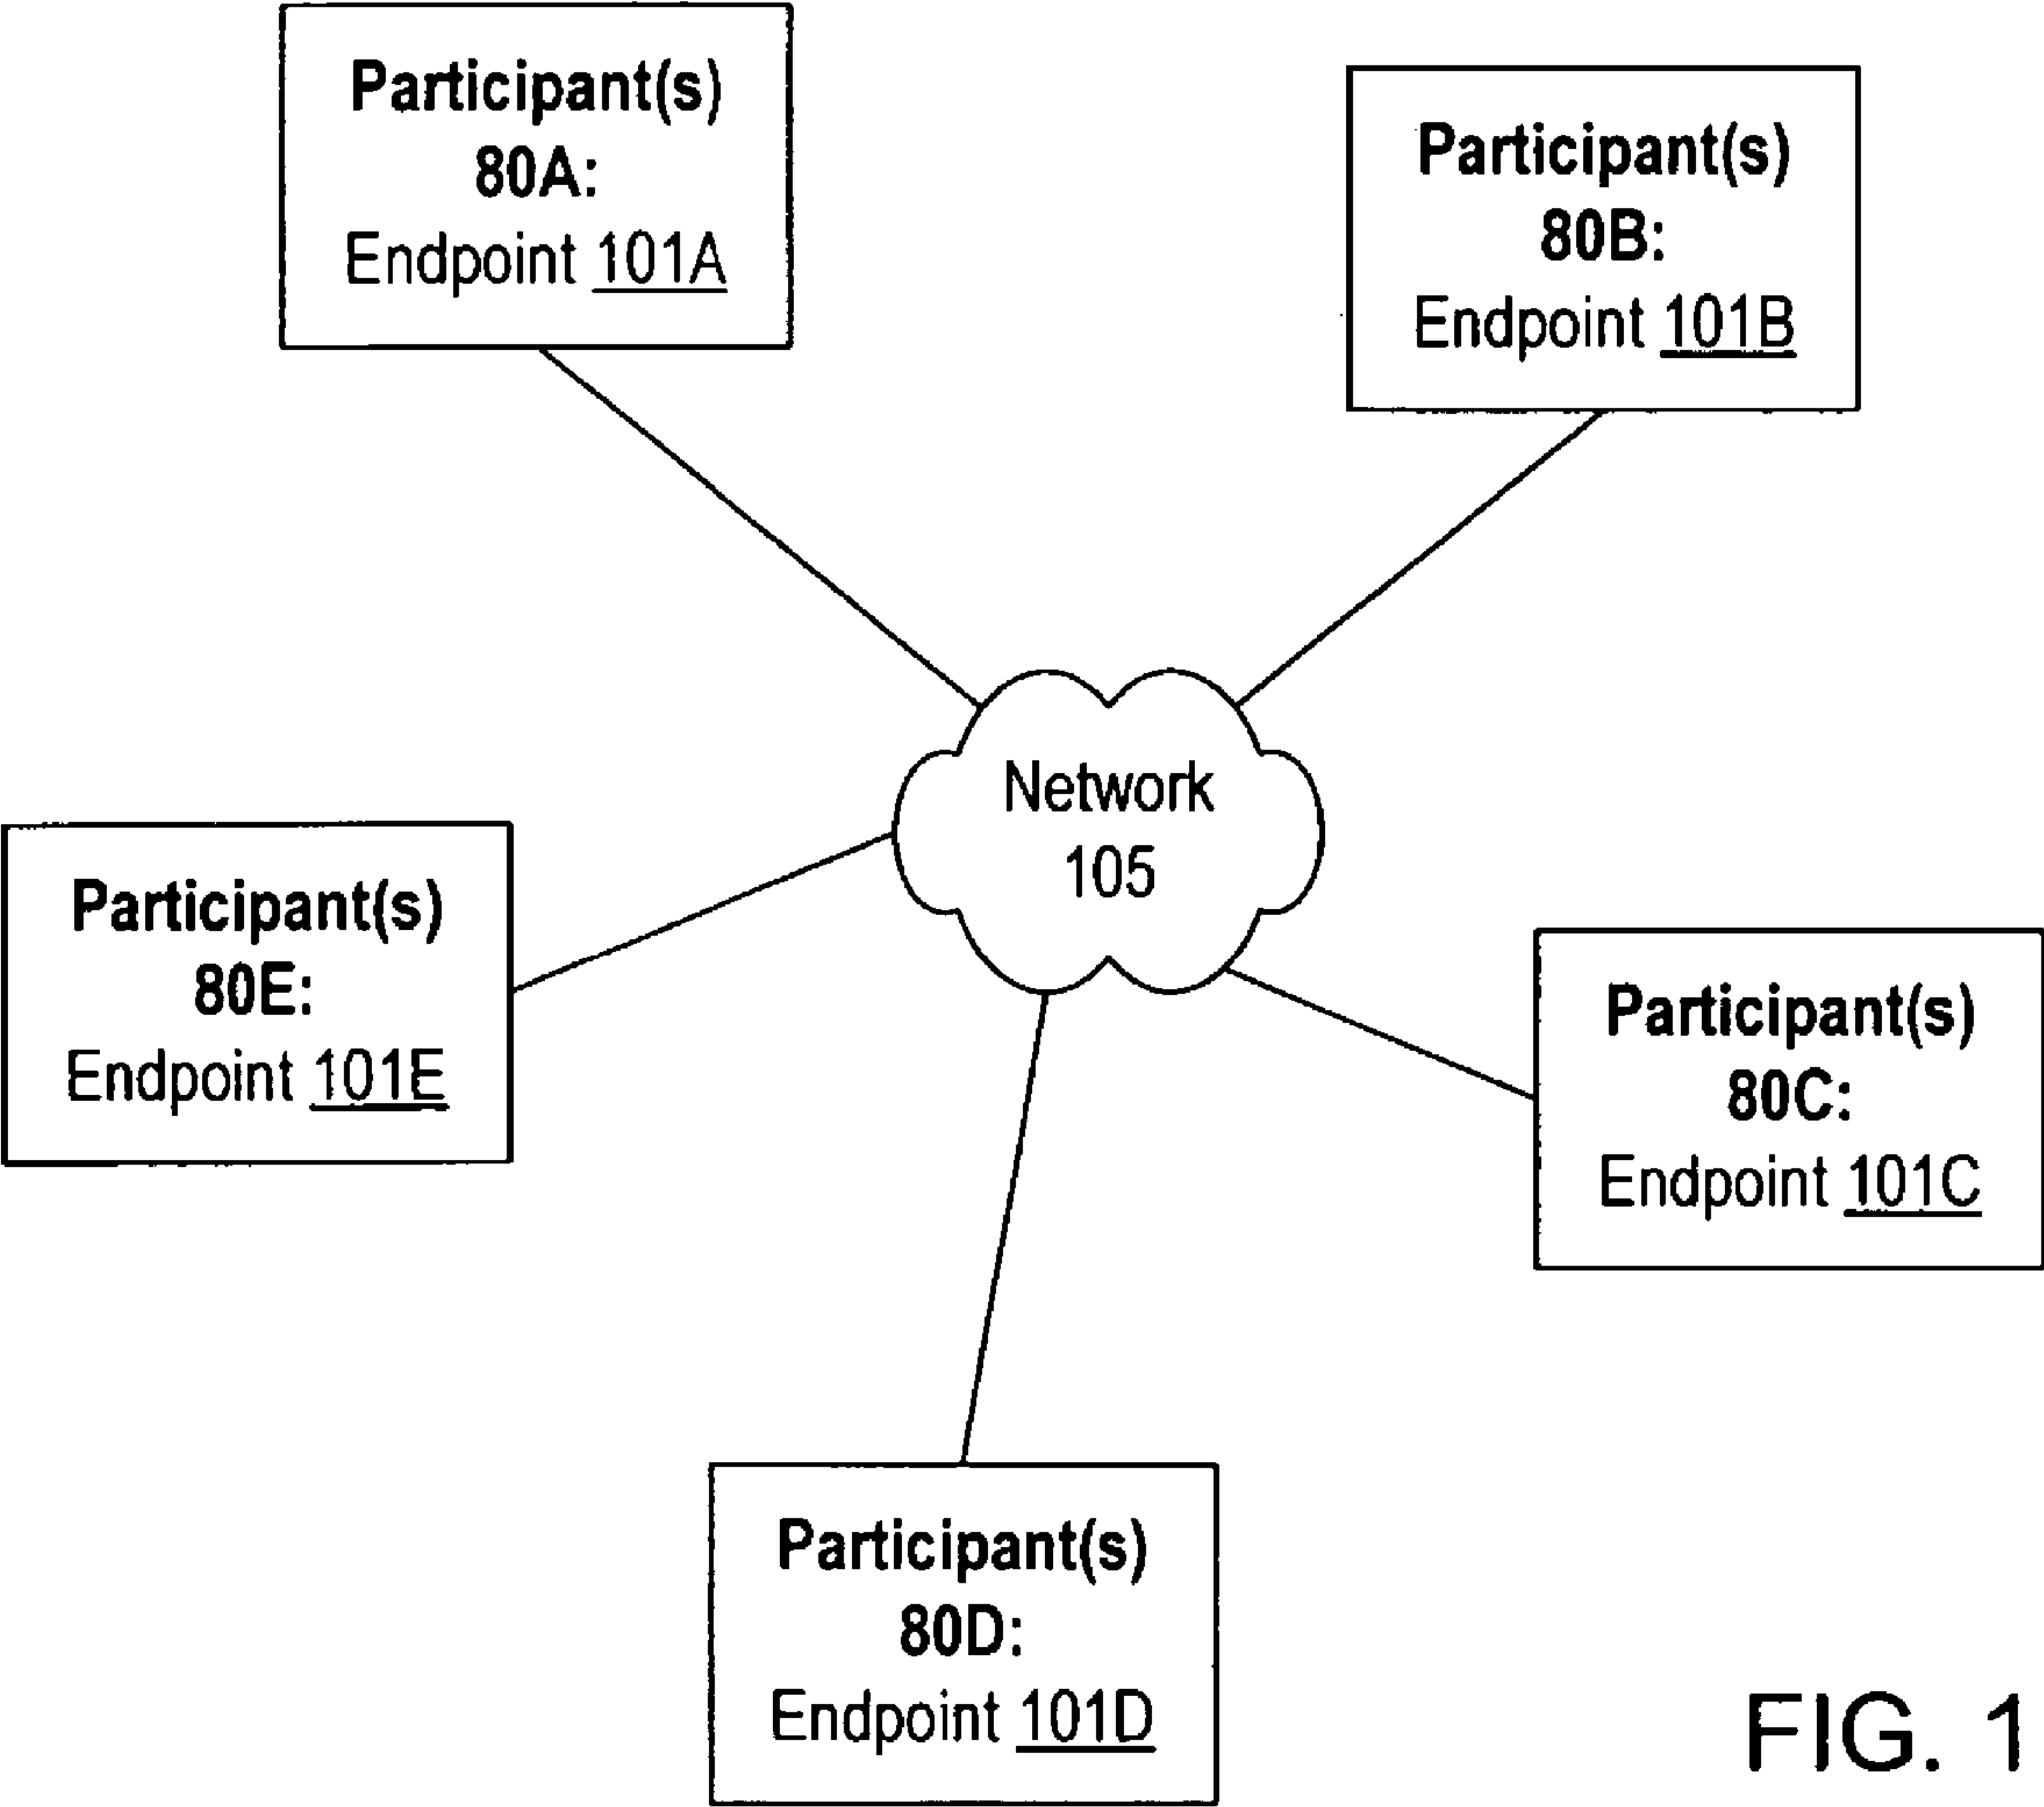 Participant(s)
80A:
Endpoint 101A
Participant(s)
80B:
Endpoint 101B
Network
105
Participant(s)
80E:
Endpoint 101E
Participant(s)
80C:
Endpoint 101C
Participant(s)
80D:
Endpoint 101D
FIG. 1